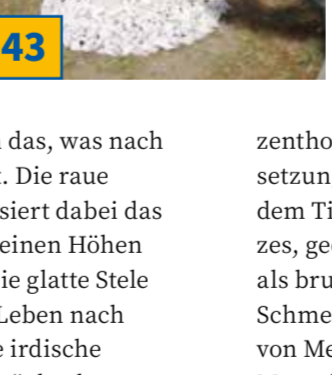 43
das, was nach
. Die raue
siert dabei das
einen Höhen
ie glatte Stele
Leben nach
irdische
zentho
setzun
dem Ti
zes, ge
als bru
Schme
von Me